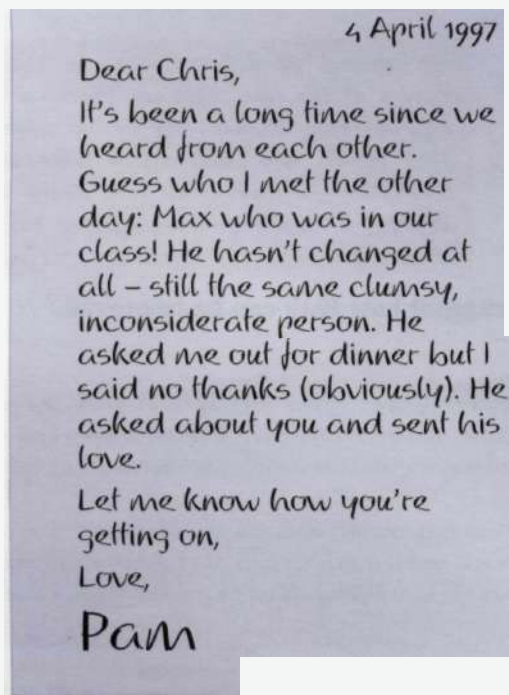 4 April 1997
Dear Chris,
It's been a long time since we
heard from each other.
Guess who I met the other
day: Max who was in our
class! He hasn't changed at
all – still the same clumsy,
inconsiderate person. He
asked me out for dinner but I
said no thanks (obviously). He
asked about you and sent his
love.
Let me know how you're
getting on,
Love,
Pam